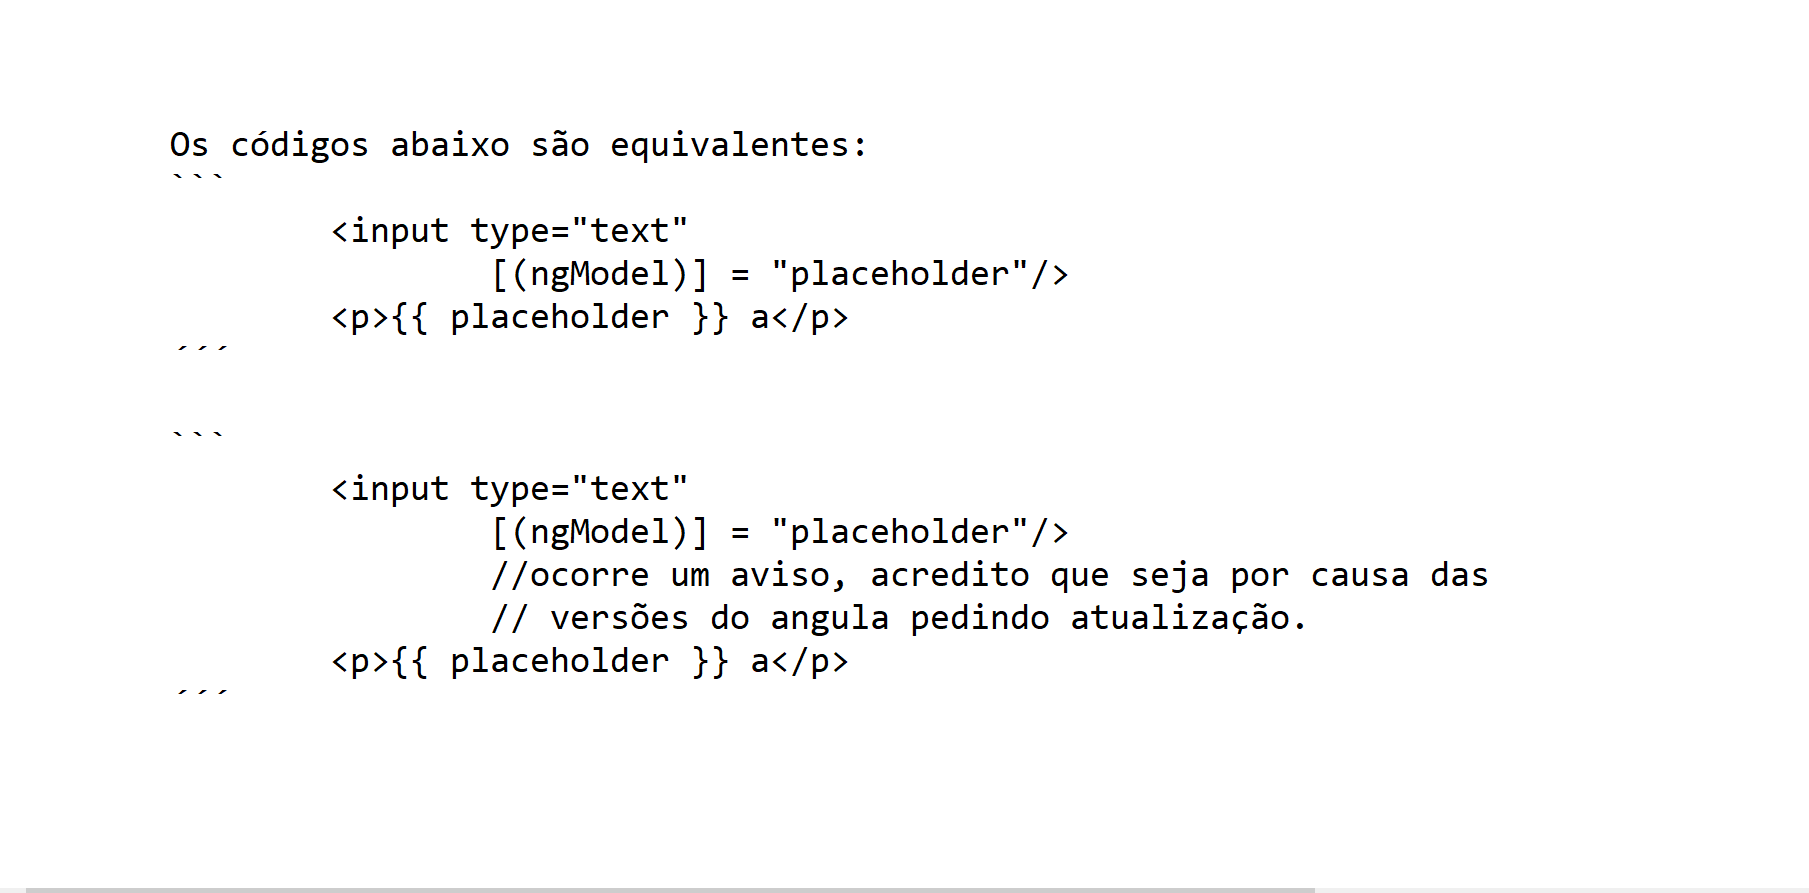 Os códigos abaixo são equivalentes:
```
<input type="text"
[(ngModel)] = "placeholder"/>
<p>{{ placeholder }} a</p>
´´´
```
<input type="text"
[(ngModel)] = "placeholder"/>
//ocorre um aviso, acredito que seja por causa das
// versões do angula pedindo atualização.
<p>{{ placeholder }} a</p>
´´´